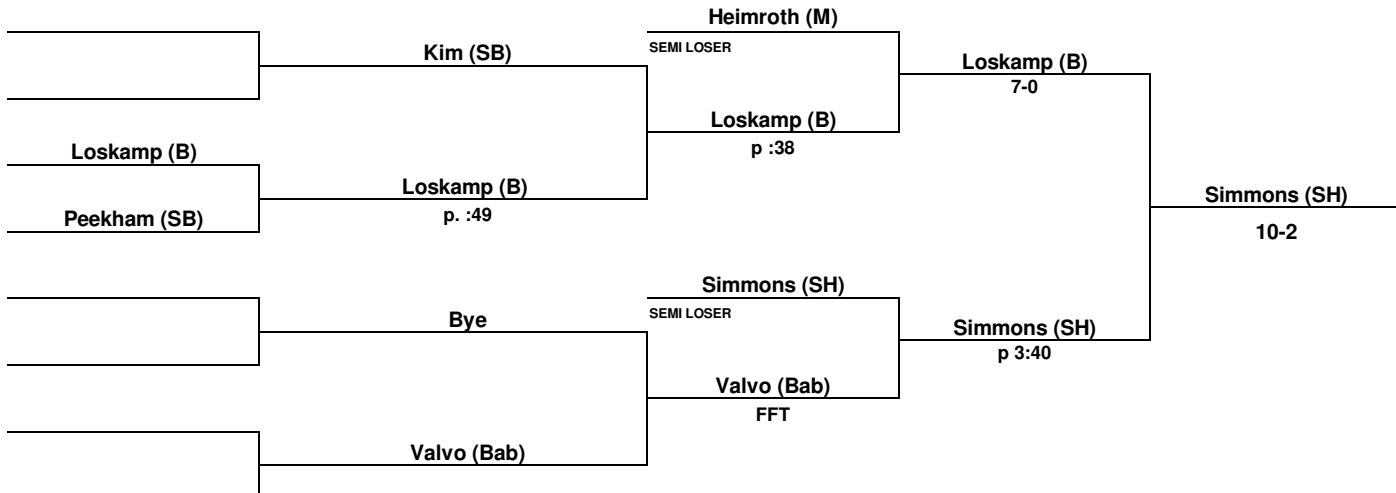 Heimroth (M)
SEMI LOSER
Kim (SB)
Loskamp (B)
7-0
Loskamp (B)
p :38
Loskamp (B)
Loskamp (B)
p. :49
Peekham (SB)
Simmons (SH)
10-2
Simmons (SH)
SEMI LOSER
Bye
Simmons (SH)
p 3:40
Valvo (Bab)
FFT
Valvo (Bab)